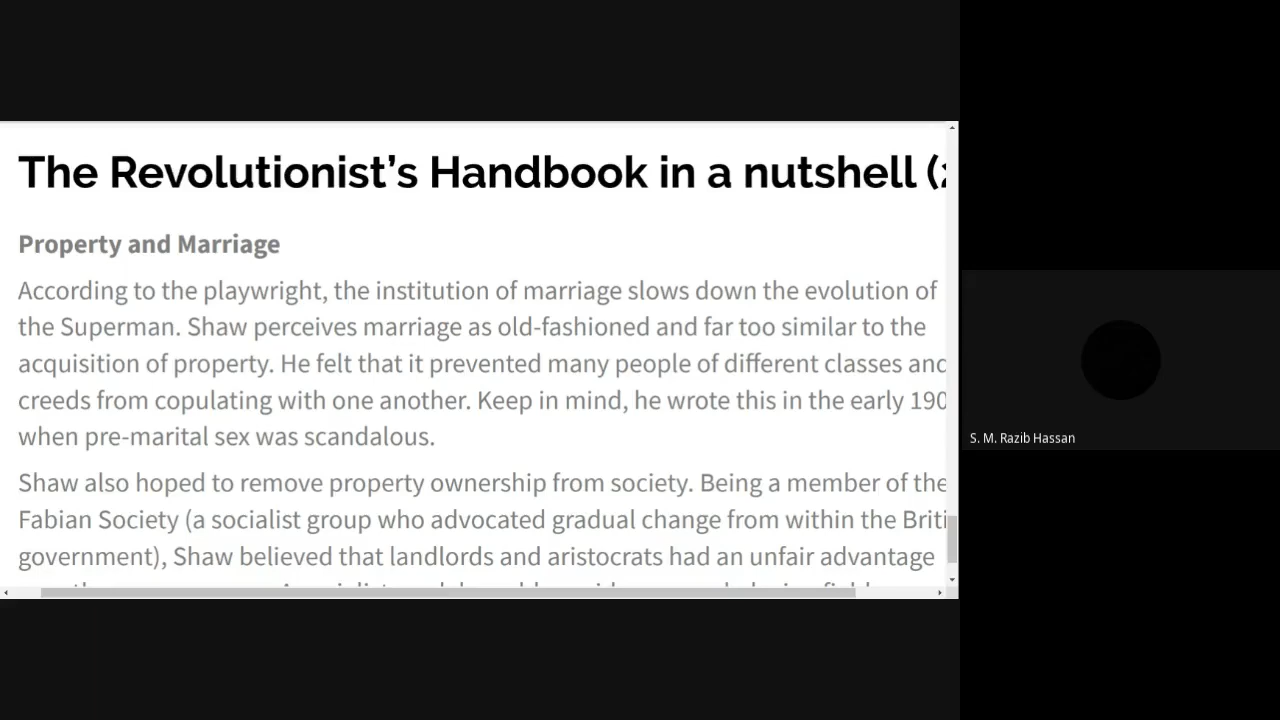 The Revolutionist’s Handbook in a nutshell
Property and Marriage
According to the playwright, the institution of marriage slows down the evolution of
the Superman. Shaw perceives marriage as old-fashioned and far too similar to the
acquisition of property. He felt that it prevented many people of different classes and
creeds from copulating with one another. Keep in mind, he wrote this in the early 190
when pre-marital sex was scandalous.
Shaw also hoped to remove property ownership from society. Being a member of the
Fabian Society (a socialist group who advocated gradual change from within the Briti
government), Shaw believed that landlords and aristocrats had an unfair advantage
S. M. Razib Hassan